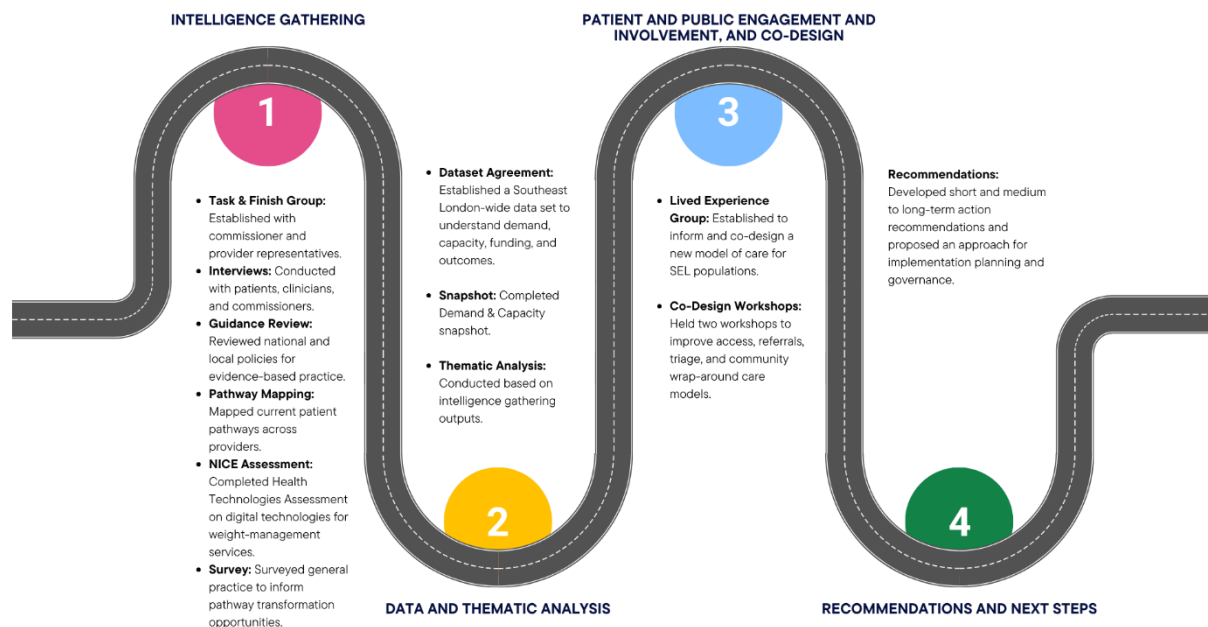 INTELLIGENCE GATHERING
1
• Task & Finish Group:
Established with
commissioner and
provider representatives.
• Interviews: Conducted
with patients, clinicians,
and commissioners.
• Guidance Review:
Reviewed national and
local policies for
evidence-based practice.
• Pathway Mapping:
Mapped current patient
pathways across
providers.
• NICE Assessment:
Completed Health
Technologies Assessment
on digital technologies for
weight-management
services.
• Survey: Surveyed general
practice to inform
pathway transformation
opportunities.
• Dataset Agreement:
Established a Southeast
London-wide data set to
understand demand,
capacity, funding, and
outcomes.
• Snapshot: Completed
Demand & Capacity
snapshot.
• Thematic Analysis:
Conducted based on
intelligence gathering
outputs.
2
DATA AND THEMATIC ANALYSIS
PATIENT AND PUBLIC ENGAGEMENT AND
INVOLVEMENT, AND CO-DESIGN
3
• Lived Experience
Group: Established to
inform and co-design a
new model of care for
SEL populations.
• Co-Design Workshops:
Held two workshops to
improve access, referrals,
triage, and community
wrap-around care
models.
Recommendations:
Developed short and medium
to long-term action
recommendations and
proposed an approach for
implementation planning and
governance.
4
RECOMMENDATIONS AND NEXT STEPS